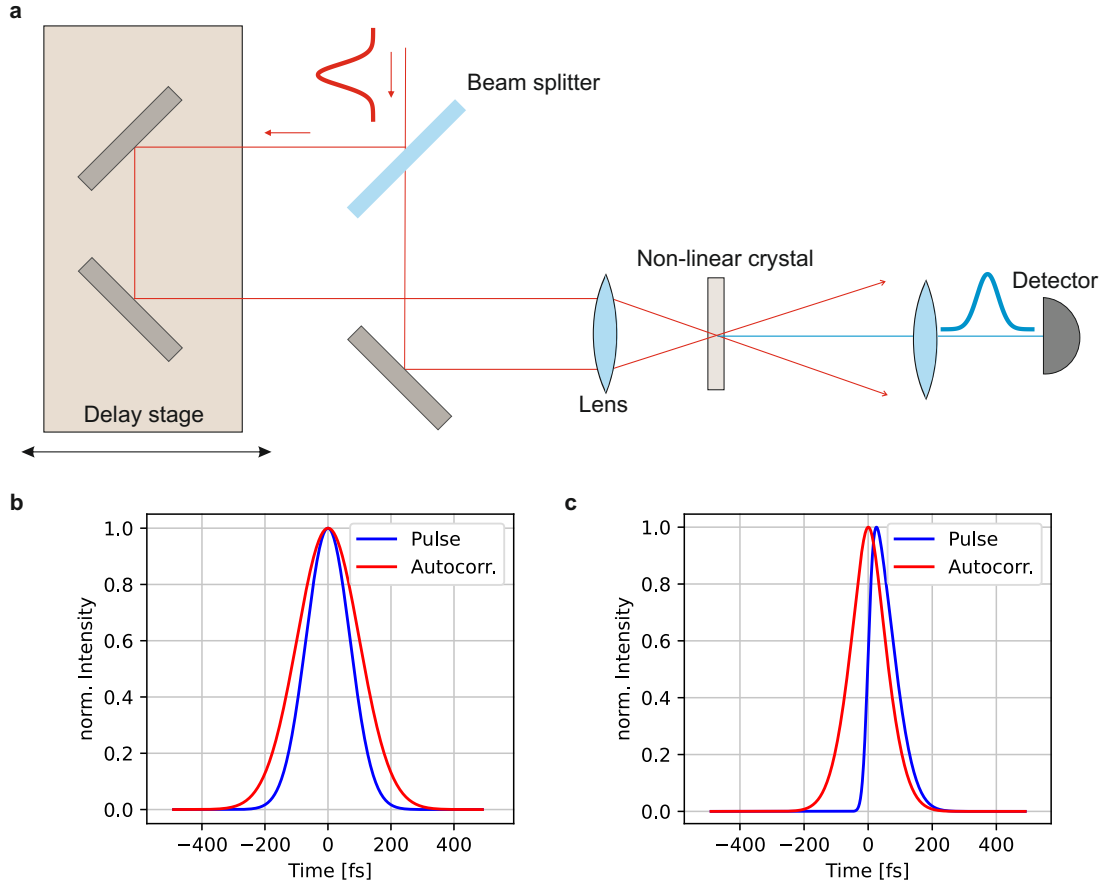 a
Beam splitter
Non-linear crystal
Detector
Lens
Delay stage
b
1.0
0.8
0.6
0.4
0.2
0.0
norm. Intensity
Pulse
Autocorr.
−400 −200 0 200 400
Time [fs]
c
1.0
0.8
0.6
0.4
0.2
0.0
norm. Intensity
Pulse
Autocorr.
−400 −200 0 200 400
Time [fs]